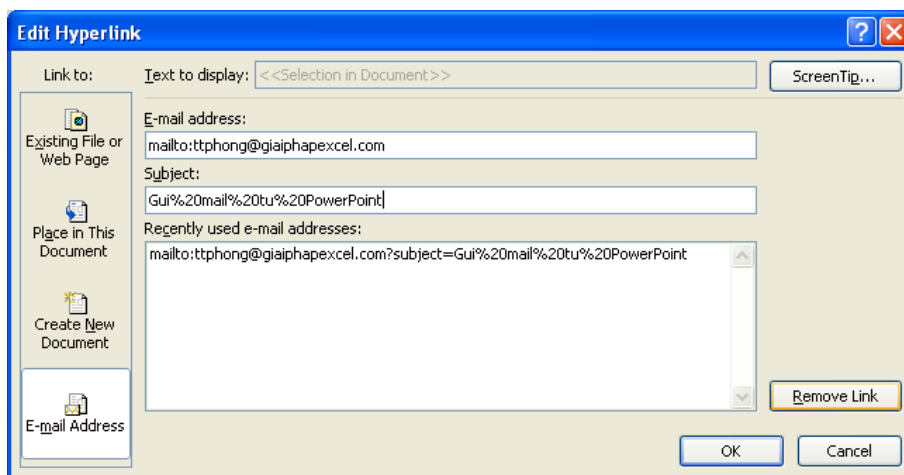 Edit Hyperlink
Link to:
Text to display: <<Selection in Document>>
ScreenTip...
Existing File or
Web Page
Place in This
Document
Create New
Document
E-mail Address
E-mail address:
mailto:ttphong@giaiphapexcel.com
Subject:
Gui%20mail%20tu%20PowerPoint
Recently used e-mail addresses:
mailto:ttphong@giaiphapexcel.com?subject=Gui%20mail%20tu%20PowerPoint
Remove Link
OK
Cancel